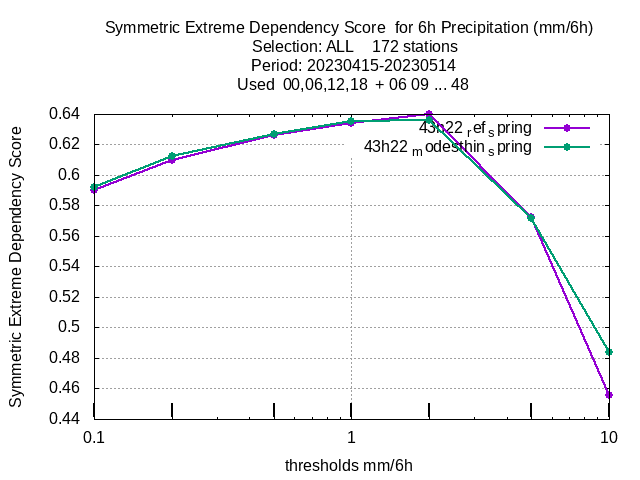 Symmetric Extreme Dependency Score  for 6h Precipitation (mm/6h)
Selection: ALL    172 stations
Period: 20230415-20230514
Used  00,06,12,18  + 06 09 ... 48
Symmetric Extreme Dependency Score
0.64
0.62
0.6
0.58
0.56
0.54
0.52
0.5
0.48
0.46
0.44
43h22 ref spring
43h22 modesthin spring
0.1
1
10
thresholds mm/6h